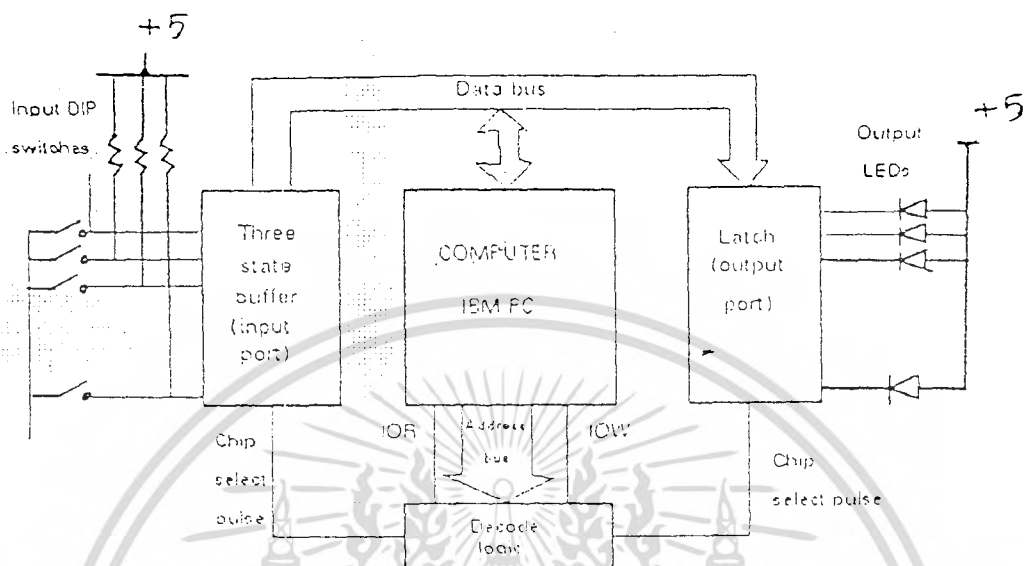 +5
Input DIP
switches
Data bus
+5
Output
LEDs
Three
state
buffer
(input
port)
COMPUTER
IBM PC
Latch
(output
port)
IOR
Address
bus
IOW
Chip
select
pulse
Chip
select pulse
Decode
logic